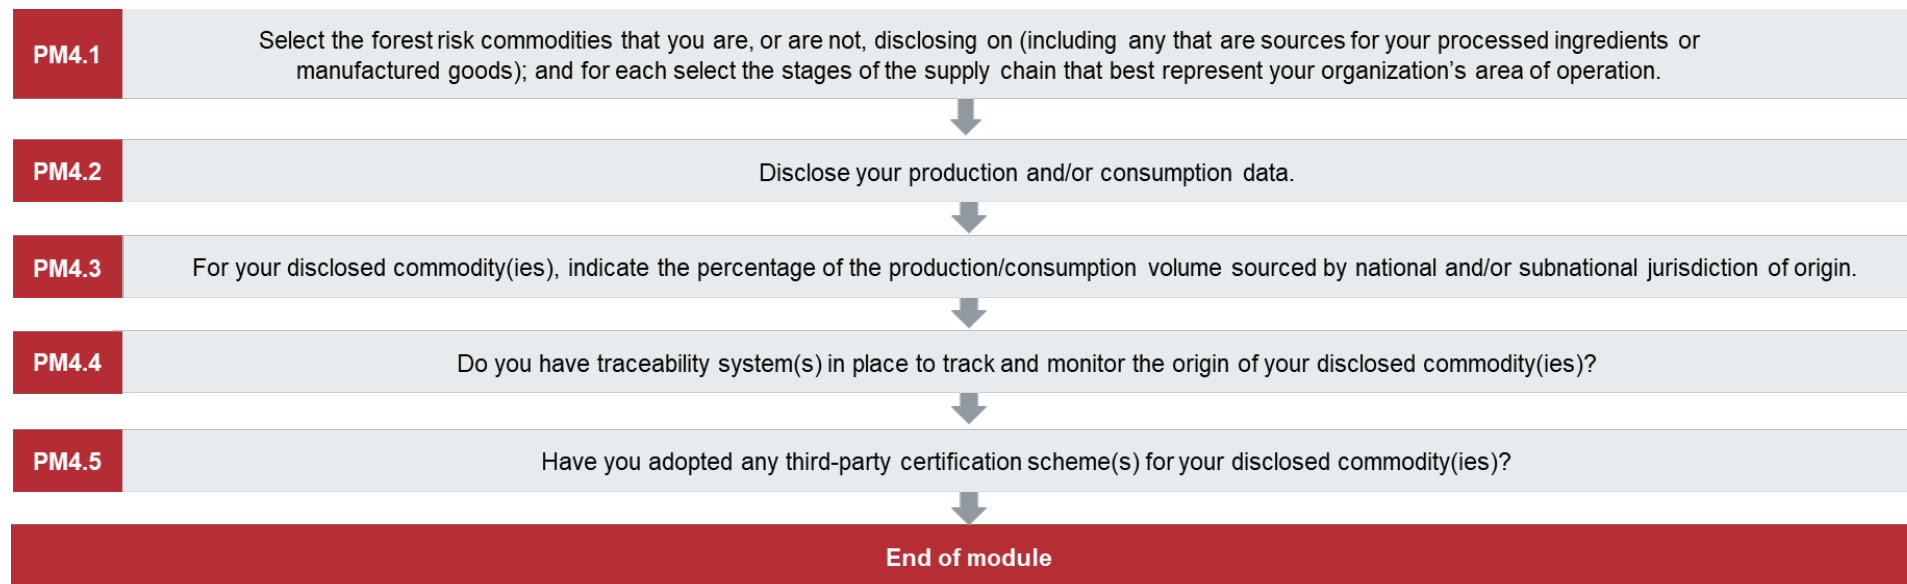 PM4.1
Select the forest risk commodities that you are, or are not, disclosing on (including any that are sources for your processed ingredients or
manufactured goods); and for each select the stages of the supply chain that best represent your organization's area of operation.
PM4.2
Disclose your production and/or consumption data.
PM4.3
For your disclosed commodity(ies), indicate the percentage of the production/consumption volume sourced by national and/or subnational jurisdiction of origin.
PM4.4
Do you have traceability system(s) in place to track and monitor the origin of your disclosed commodity(ies)?
PM4.5
Have you adopted any third-party certification scheme(s) for your disclosed commodity(ies)?
End of module